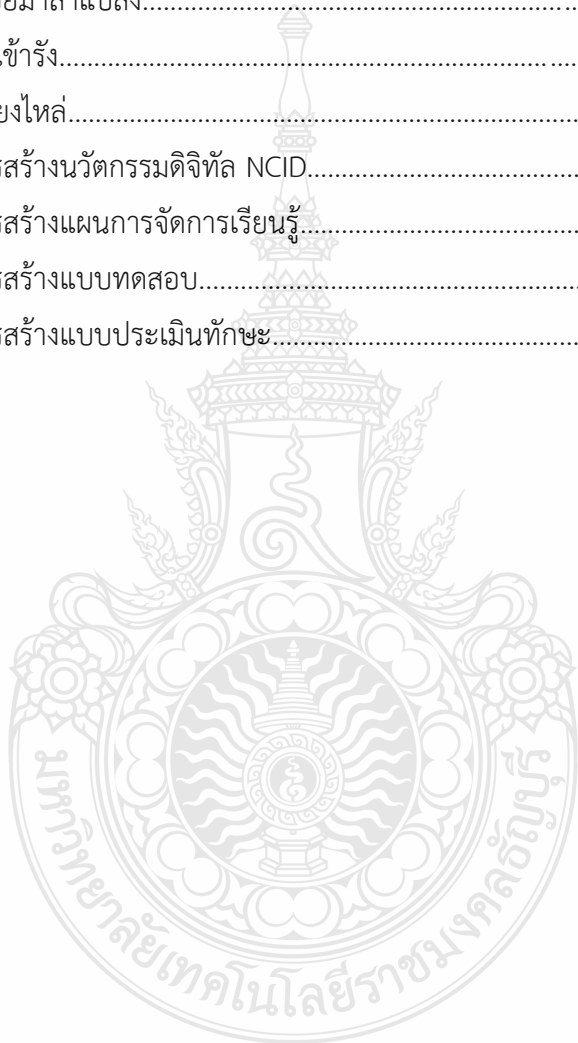 เข้ารัง................................................................
ยงไหล่................................................................
สร้างนวัตกรรมดิจิทัล NCID................................................................
สร้างแผนการจัดการเรียนรู้................................................................
สร้างแบบทดสอบ................................................................
สร้างแบบประเมินทักษะ................................................................
มหาวิทยาลัยเทคโนโลยีราชมงคลธัญบุรี